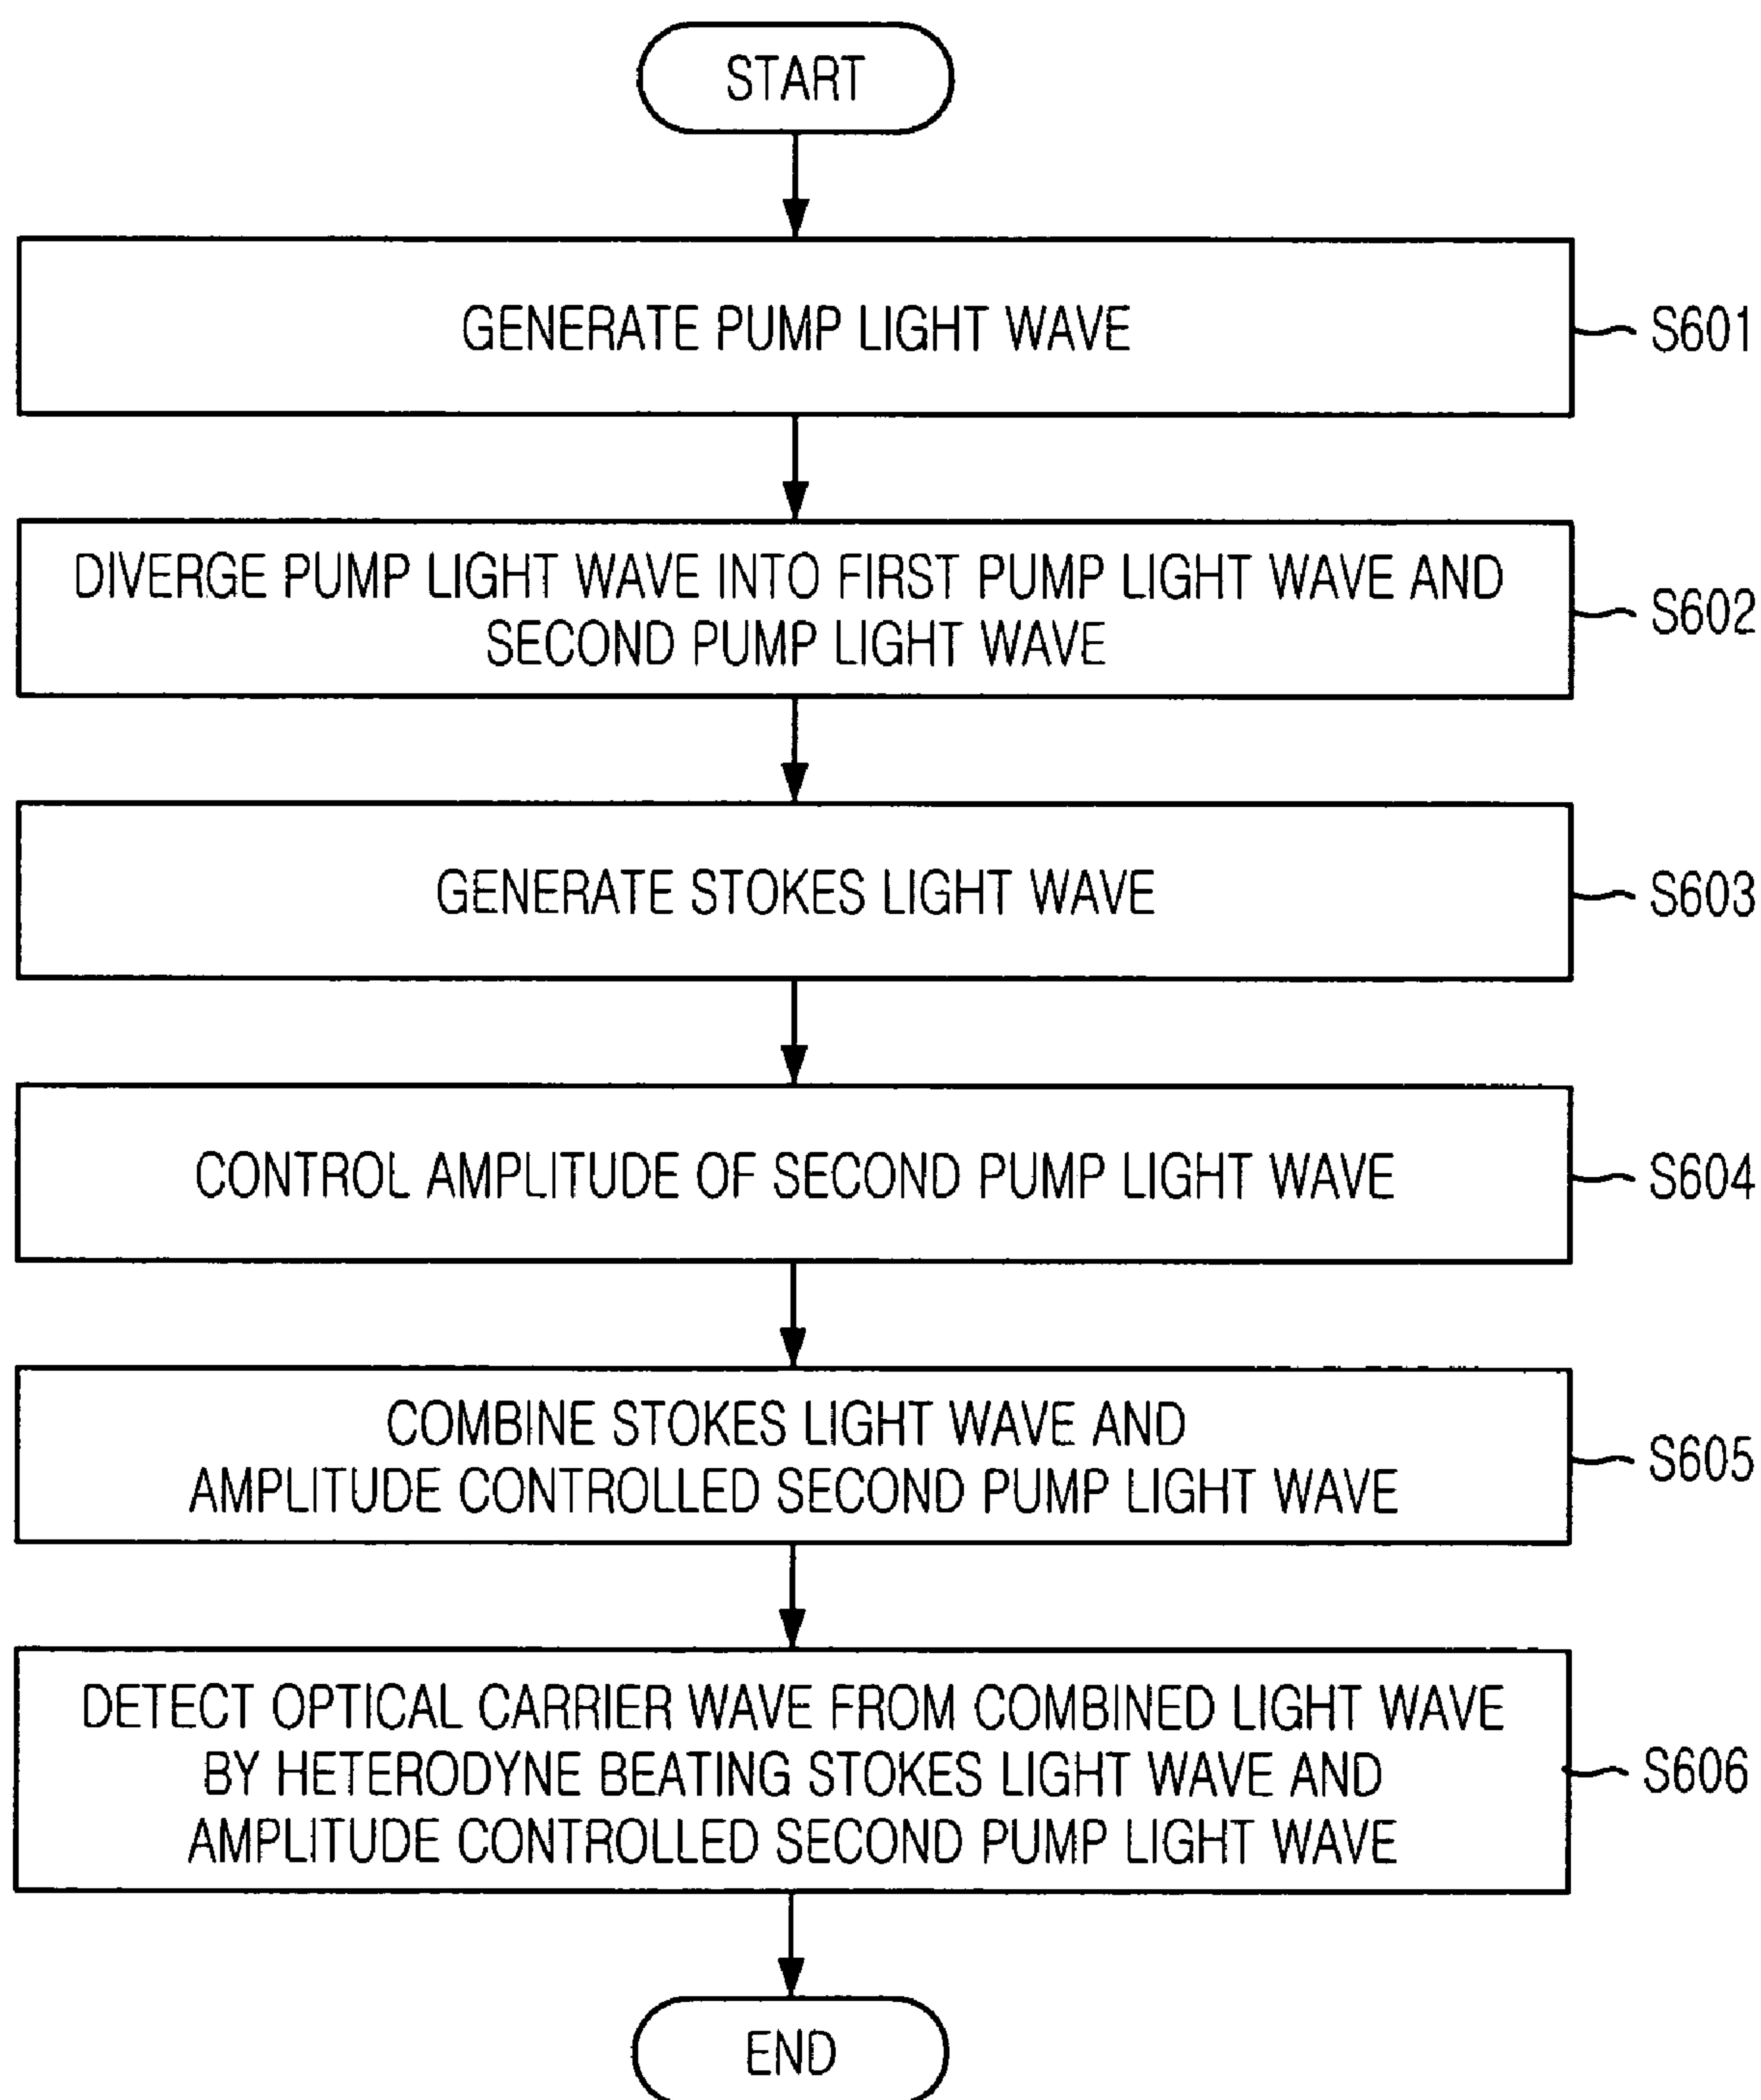 START
GENERATE PUMP LIGHT WAVE
S601
DIVERGE PUMP LIGHT WAVE INTO FIRST PUMP LIGHT WAVE AND
SECOND PUMP LIGHT WAVE
S602
GENERATE STOKES LIGHT WAVE
S603
CONTROL AMPLITUDE OF SECOND PUMP LIGHT WAVE
S604
COMBINE STOKES LIGHT WAVE AND
AMPLITUDE CONTROLLED SECOND PUMP LIGHT WAVE
S605
DETECT OPTICAL CARRIER WAVE FROM COMBINED LIGHT WAVE
BY HETERODYNE BEATING STOKES LIGHT WAVE AND
AMPLITUDE CONTROLLED SECOND PUMP LIGHT WAVE
S606
END